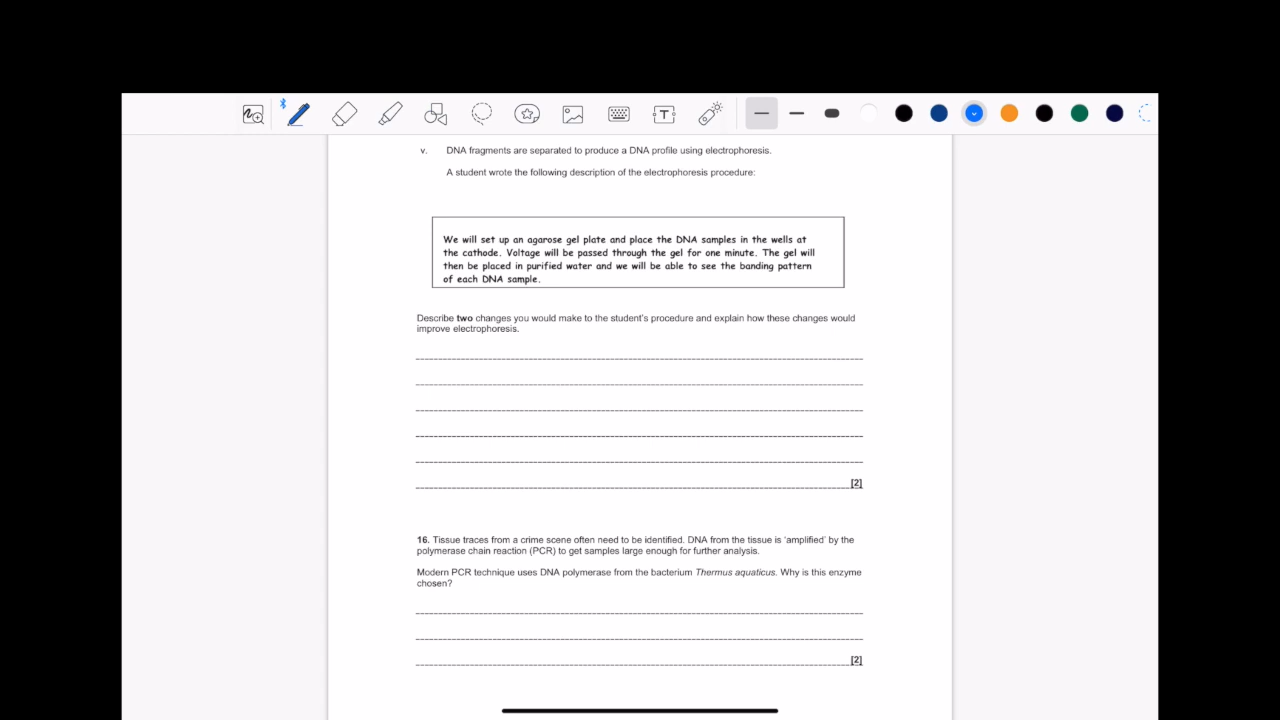 v. DNA fragments are separated to produce a DNA profile using electrophoresis.
A student wrote the following description of the electrophoresis procedure:
We will set up an agarose gel plate and place the DNA samples in the wells at
the cathode. Voltage will be passed through the gel for one minute. The gel will
then be placed in purified water and we will be able to see the banding pattern
of each DNA sample.
Describe two changes you would make to the student's procedure and explain how these changes would
improve electrophoresis.
[2]
16. Tissue traces from a crime scene often need to be identified. DNA from the tissue is 'amplified' by the
polymerase chain reaction (PCR) to get samples large enough for further analysis.
Modern PCR technique uses DNA polymerase from the bacterium Thermus aquaticus. Why is this enzyme
chosen?
[2]